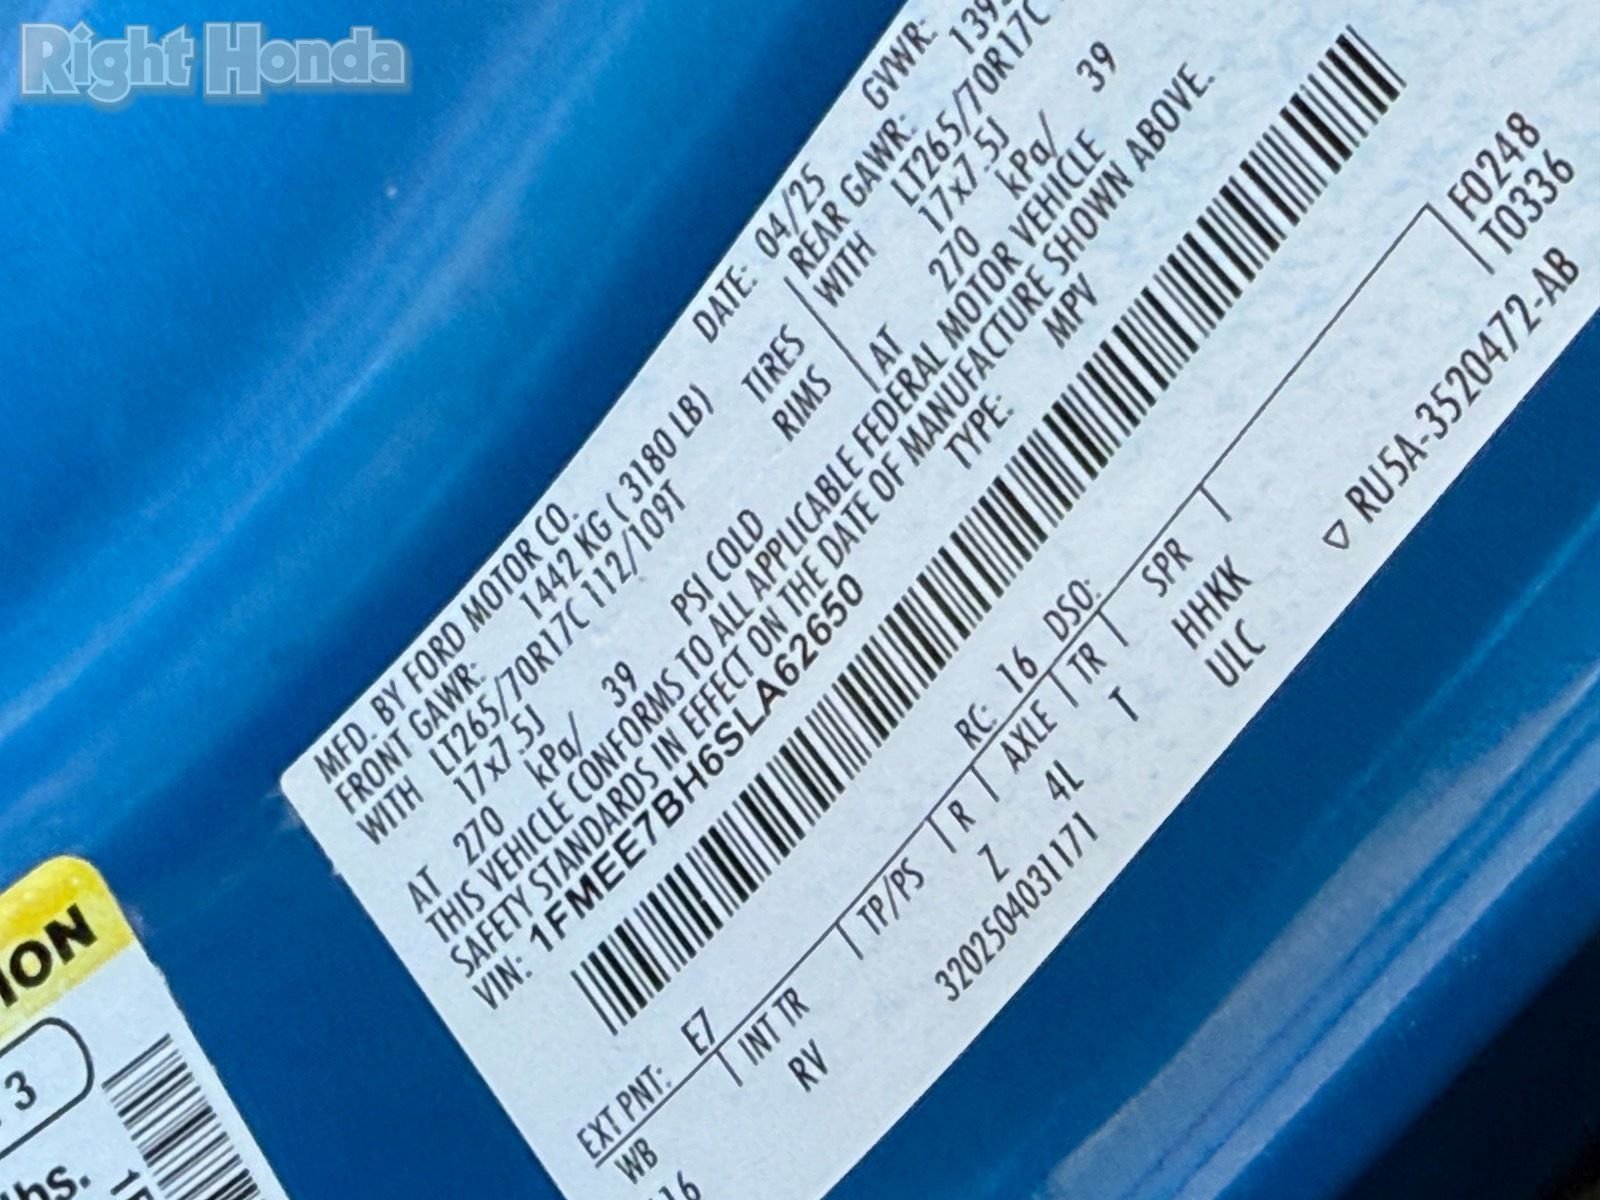 Right Honda
MFD. BY FORD MOTOR CO.
DATE: 04/25
GVWR:
FRONT GAWR: 1442 KG ( 3180 LB)
REAR GAWR:
WITH LT265/70R17C 112/109T TIRES
WITH LT265/70R17C
17x7.5J RIMS
17x7.5J
AT 270 kPa/ 39 PSI COLD
AT 270 kPa/ 39
THIS VEHICLE CONFORMS TO ALL APPLICABLE FEDERAL MOTOR VEHICLE
SAFETY STANDARDS IN EFFECT ON THE DATE OF MANUFACTURE SHOWN ABOVE.
VIN: 1FMEE7BH6SLA62650
TYPE: MPV
F0248
T0336
EXT PNT: E7 RC: 16 DSO:
WB INT TR TP/PS R AXLE TR SPR
116 RV Z 4L T HHKK
ULC
320250403117​1
▽ RU5A-3520472-AB
ION
3